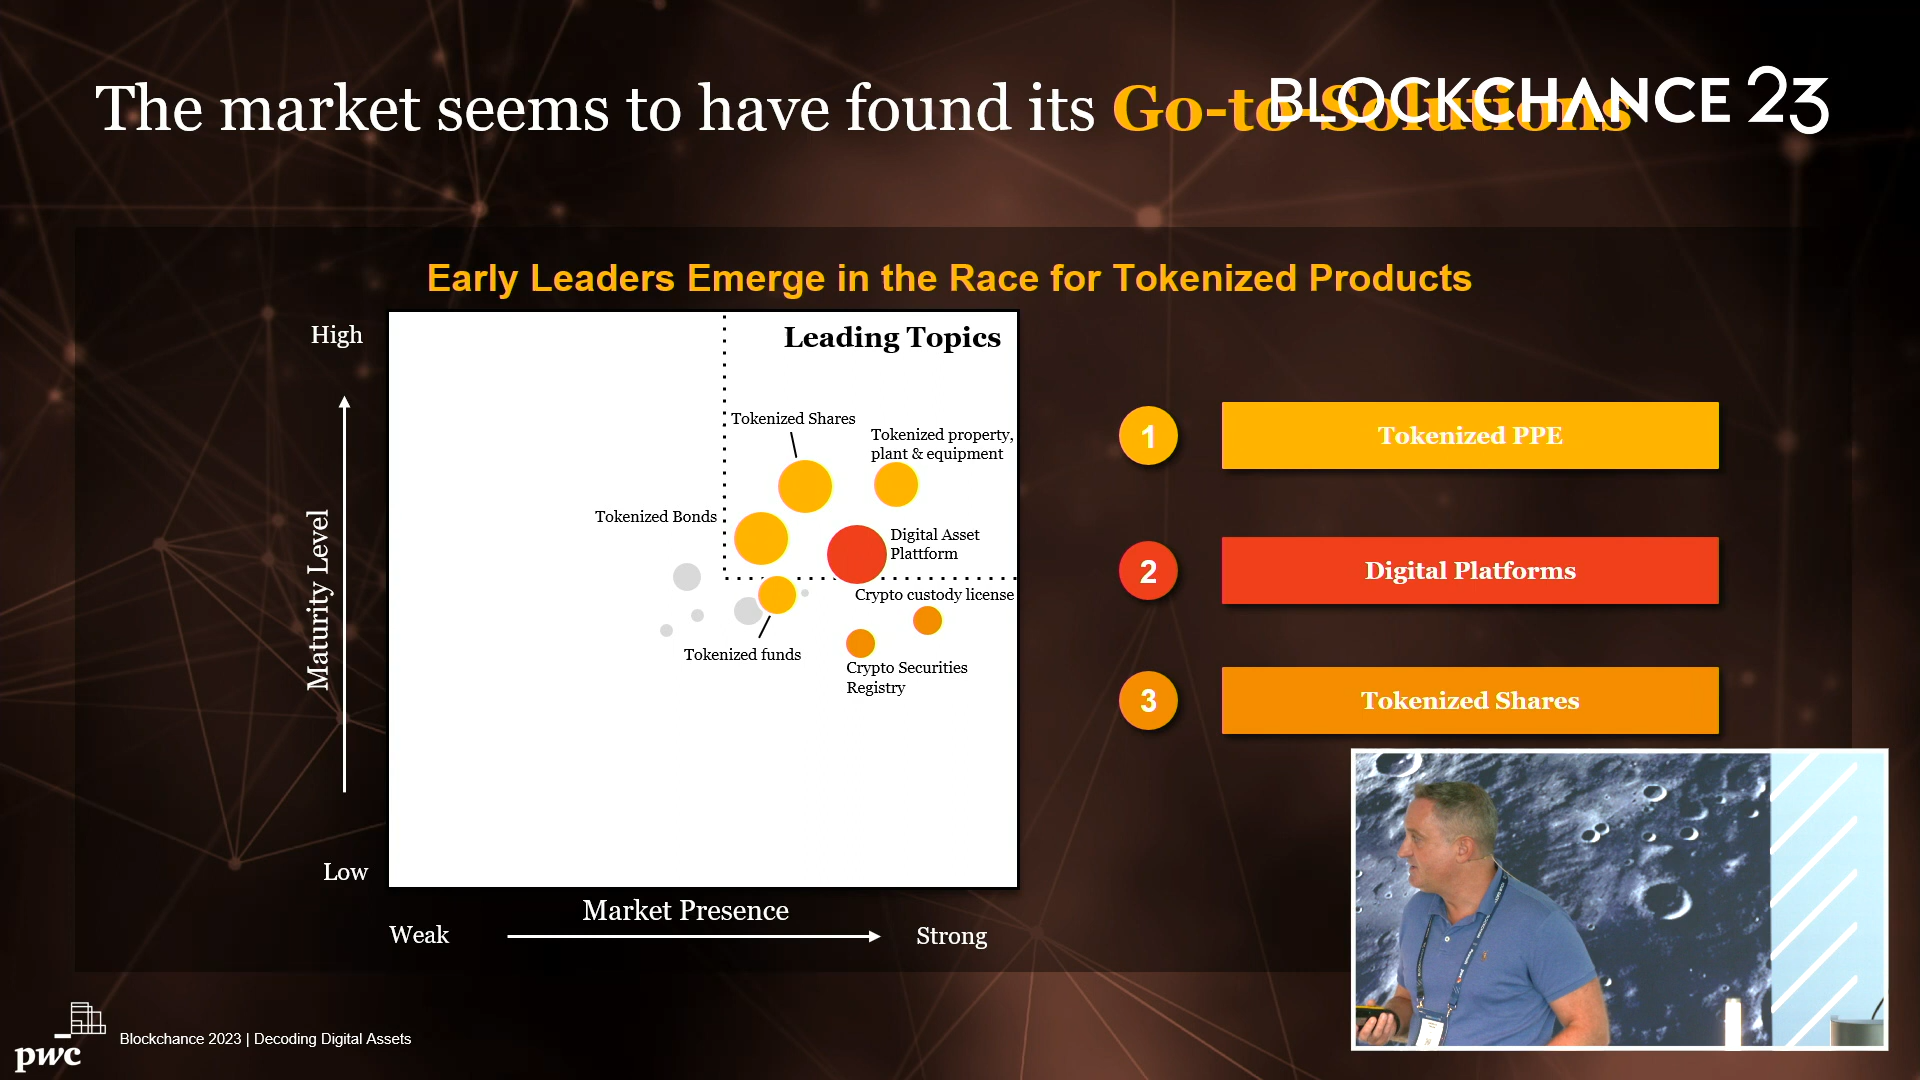 The market seems to have found its Go-to-Solutions
BLOCKCHANCE 23
Early Leaders Emerge in the Race for Tokenized Products
High
Maturity Level
Low
Leading Topics
Tokenized Shares
Tokenized property,
plant & equipment
Tokenized Bonds
Digital Asset
Plattform
Crypto custody license
Tokenized funds
Crypto Securities
Registry
Market Presence
Weak
Strong
1
Tokenized PPE
2
Digital Platforms
3
Tokenized Shares
pwc
Blockchance 2023 | Decoding Digital Assets